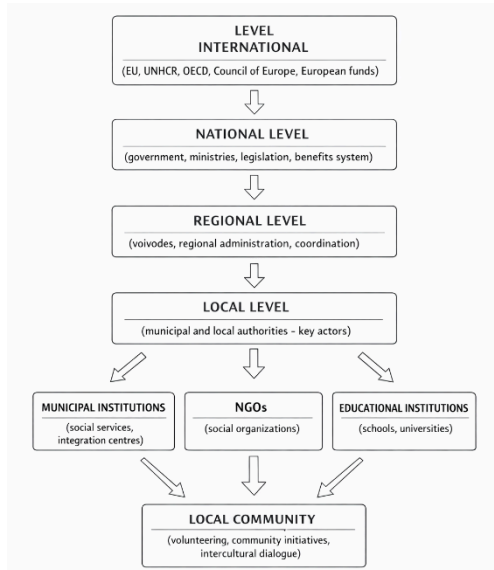 LEVEL
INTERNATIONAL
(EU, UNHCR, OECD, Council of Europe, European funds)
NATIONAL LEVEL
(government, ministries, legislation, benefits system)
REGIONAL LEVEL
(voivodes, regional administration, coordination)
LOCAL LEVEL
(municipal and local authorities - key actors)
MUNICIPAL INSTITUTIONS
(social services,
integration centres)
NGOs
(social organizations)
EDUCATIONAL INSTITUTIONS
(schools, universities)
LOCAL COMMUNITY
(volunteering, community initiatives,
intercultural dialogue)